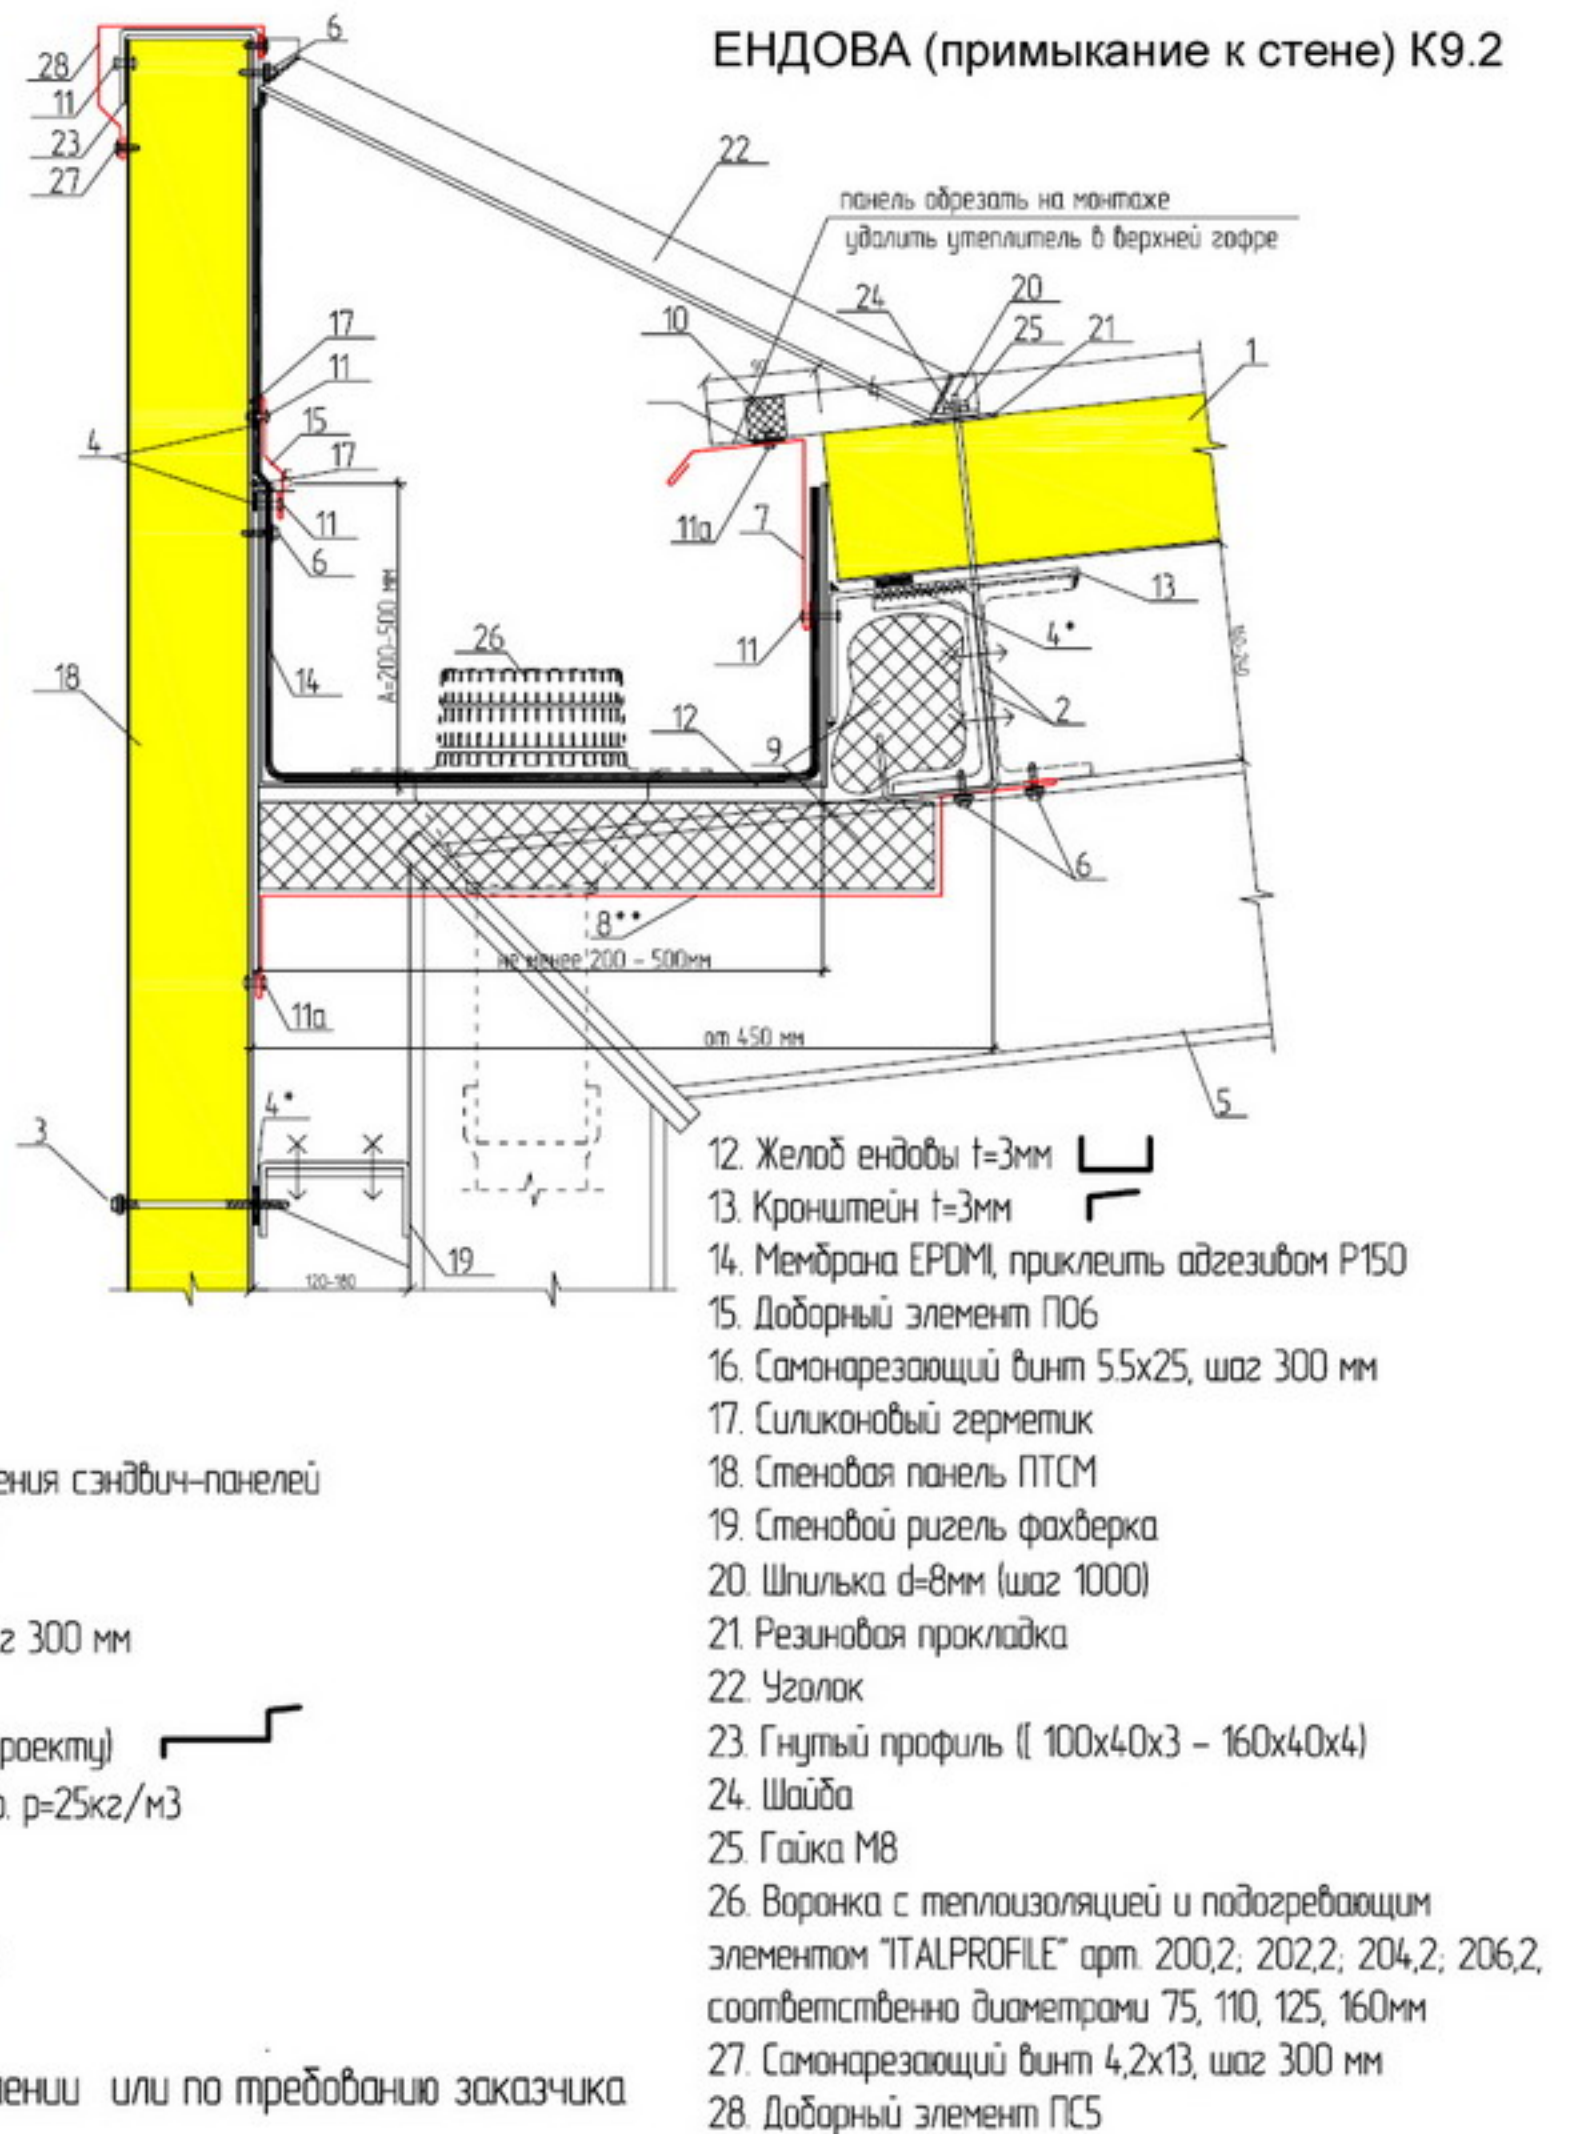 ЕНДОВА (примыкание к стене) К9.2
6
28
11
23
27
22
панель обрезать на монтаже
удалить утеплитель в верхней гофре
24
20
25
21
1
10
17
11
15
17
4
11
6
11а
7
13
4*
11
2
А=200-500 мм
26
14
18
12
9
6
8**
не менее 200 - 500мм
11а
от 450 мм
5
4*
3
19
120-180
12. Желоб ендовы t=3мм
13. Кронштейн t=3мм
14. Мембрана EPDMI, приклеить адгезивом Р150
15. Доборный элемент ПО6
16. Самонарезающий винт 5.5х25, шаг 300 мм
17. Силиконовый герметик
18. Стеновая панель ПТСМ
19. Стеновой ригель фахверка
20. Шпилька d=8мм (шаг 1000)
21. Резиновая прокладка
22. Уголок
23. Гнутый профиль ([ 100х40х3 - 160х40х4)
24. Шайба
25. Гайка М8
26. Воронка с теплоизоляцией и подогревающим
элементом "ITALPROFILE" арт. 200,2; 202,2; 204,2; 206,2,
соответственно диаметрами 75, 110, 125, 160мм
27. Самонарезающий винт 4,2х13, шаг 300 мм
28. Доборный элемент ПС5
ения сэндвич-панелей
г 300 мм
роекту)
р=25кг/м3
ении или по требованию заказчика